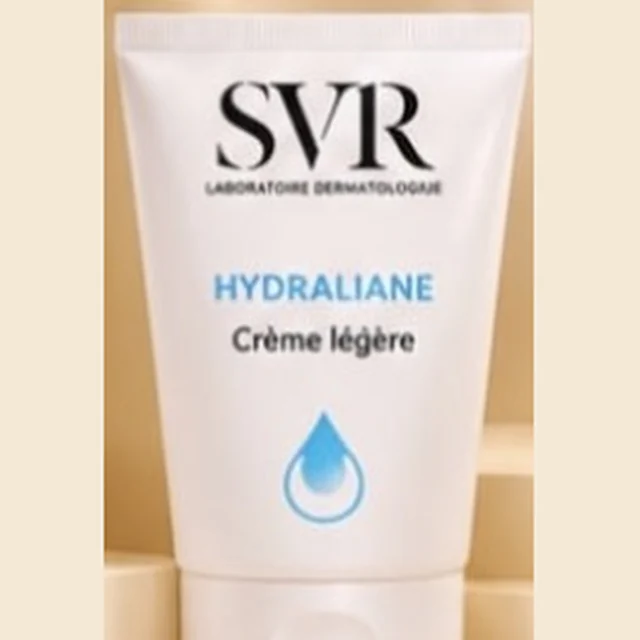 SVR
LABORATOIRE DERMATOLOGIQUE
HYDRALIANE
Crème légère